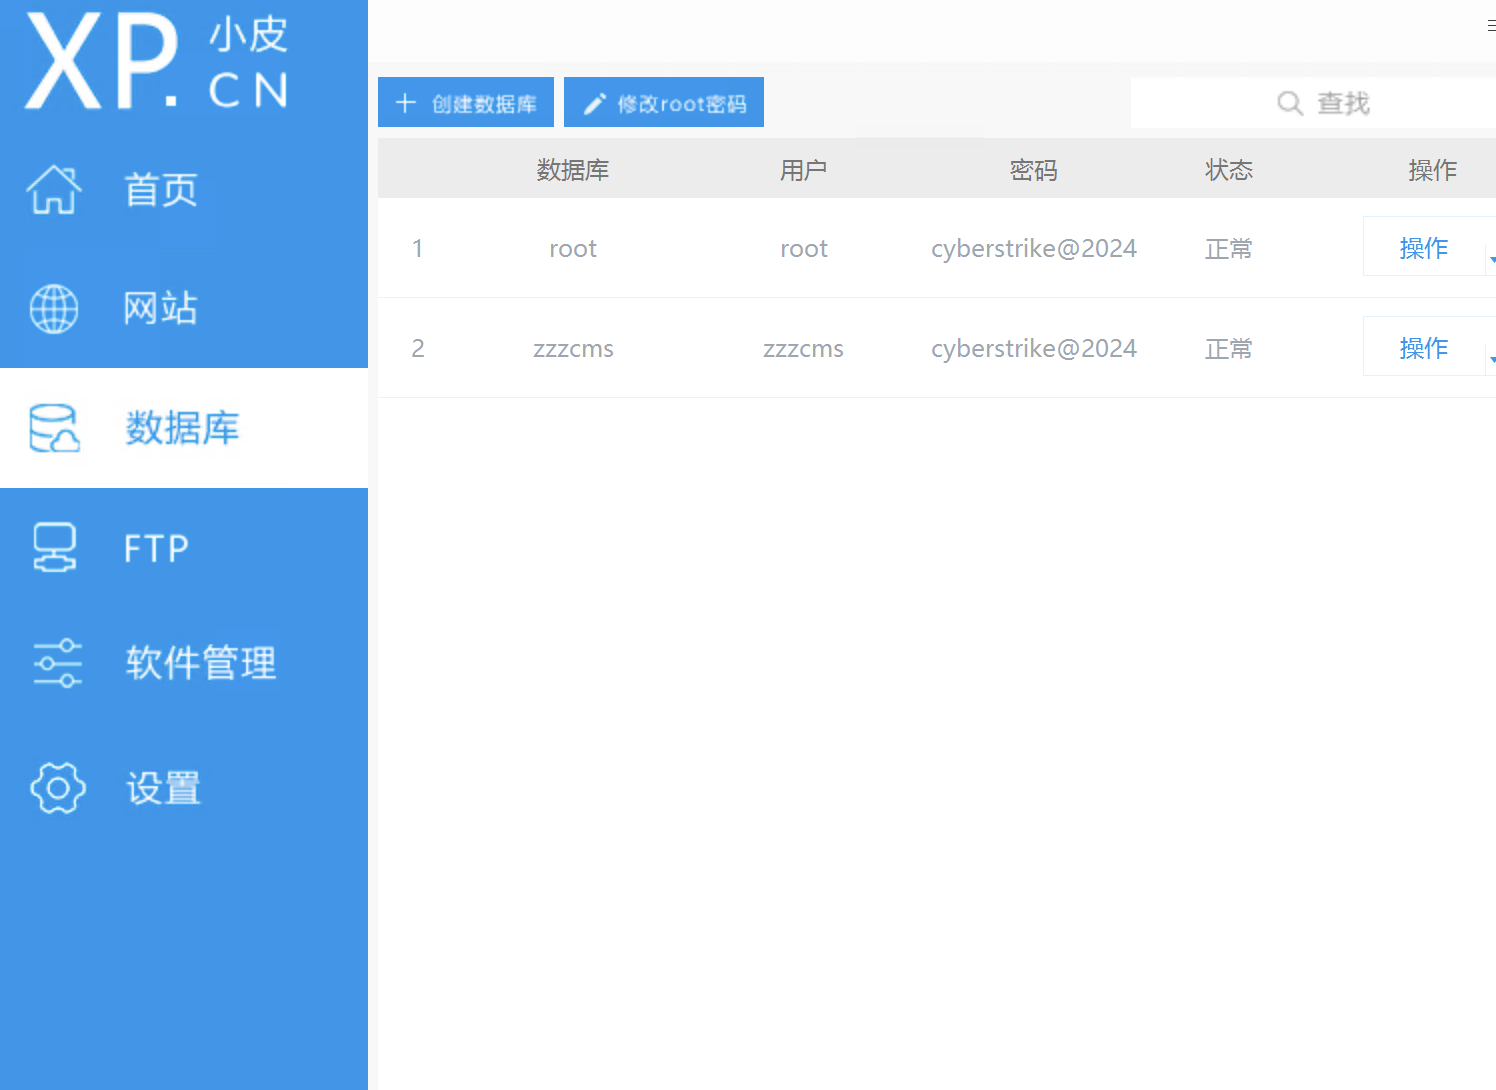 XP. 小皮
CN
首页
网站
数据库
FTP
软件管理
设置
创建数据库 修改root密码 查找
数据库 用户 密码 状态 操作
1 root root cyberstrike@2024 正常 操作
2 zzzcms zzzcms cyberstrike@2024 正常 操作